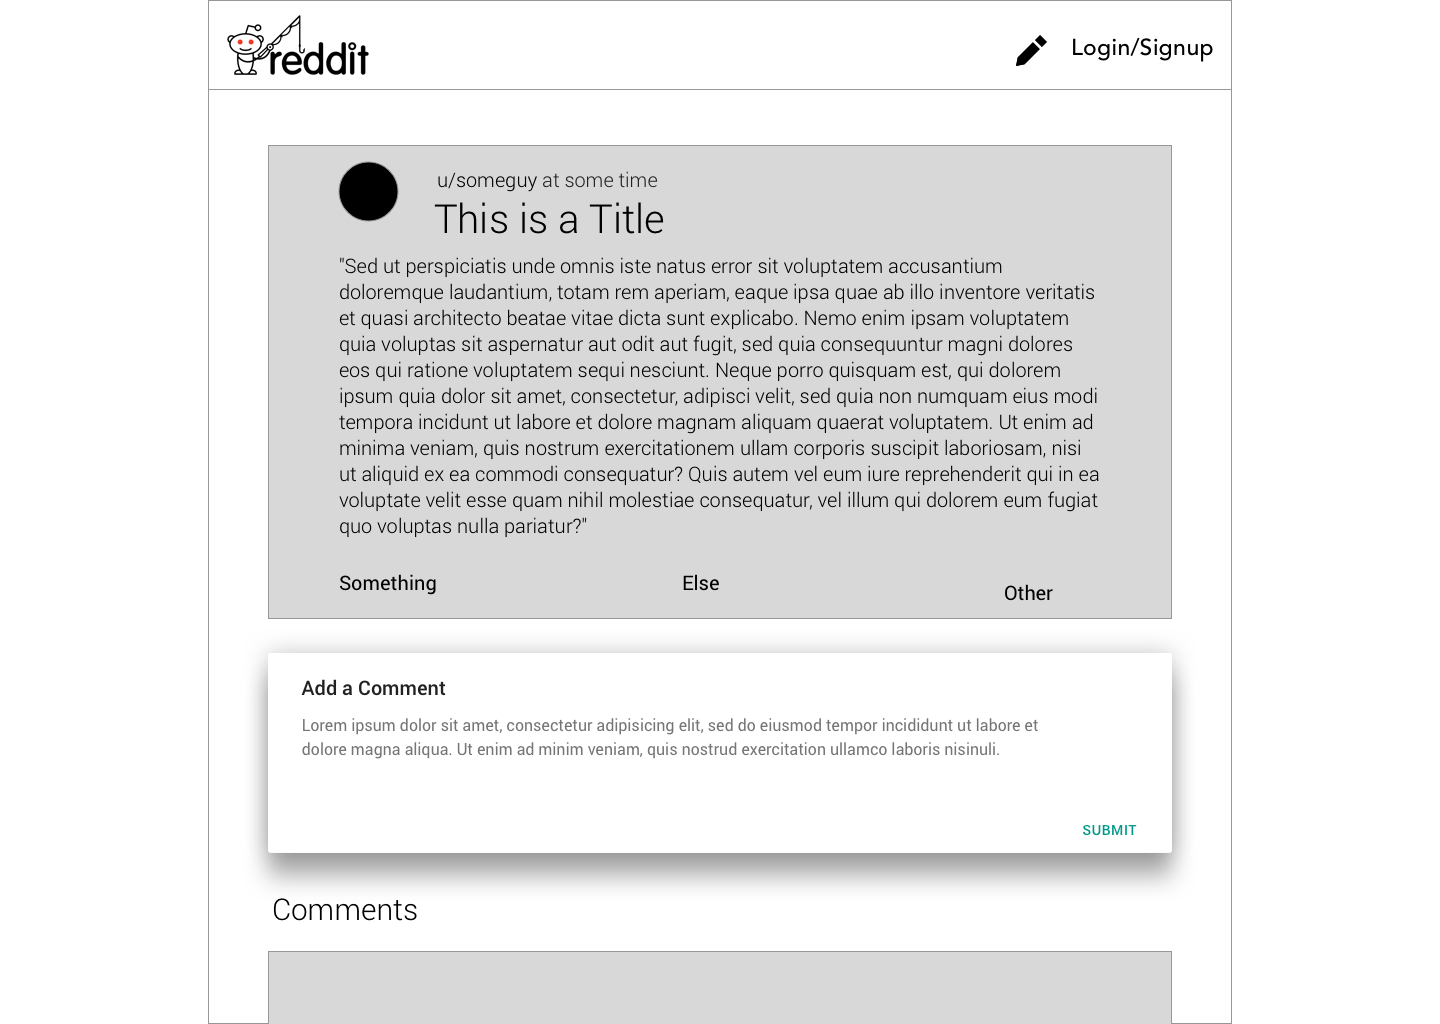 reddit
Login/Signup
u/someguy at some time
This is a Title
"Sed ut perspiciatis unde omnis iste natus error sit voluptatem accusantium
doloremque laudantium, totam rem aperiam, eaque ipsa quae ab illo inventore veritatis
et quasi architecto beatae vitae dicta sunt explicabo. Nemo enim ipsam voluptatem
quia voluptas sit aspernatur aut odit aut fugit, sed quia consequuntur magni dolores
eos qui ratione voluptatem sequi nesciunt. Neque porro quisquam est, qui dolorem
ipsum quia dolor sit amet, consectetur, adipisci velit, sed quia non numquam eius modi
tempora incidunt ut labore et dolore magnam aliquam quaerat voluptatem. Ut enim ad
minima veniam, quis nostrum exercitationem ullam corporis suscipit laboriosam, nisi
ut aliquid ex ea commodi consequatur? Quis autem vel eum iure reprehenderit qui in ea
voluptate velit esse quam nihil molestiae consequatur, vel illum qui dolorem eum fugiat
quo voluptas nulla pariatur?"
Something
Else
Other
Add a Comment
Lorem ipsum dolor sit amet, consectetur adipisicing elit, sed do eiusmod tempor incididunt ut labore et
dolore magna aliqua. Ut enim ad minim veniam, quis nostrud exercitation ullamco laboris nisinuli.
SUBMIT
Comments